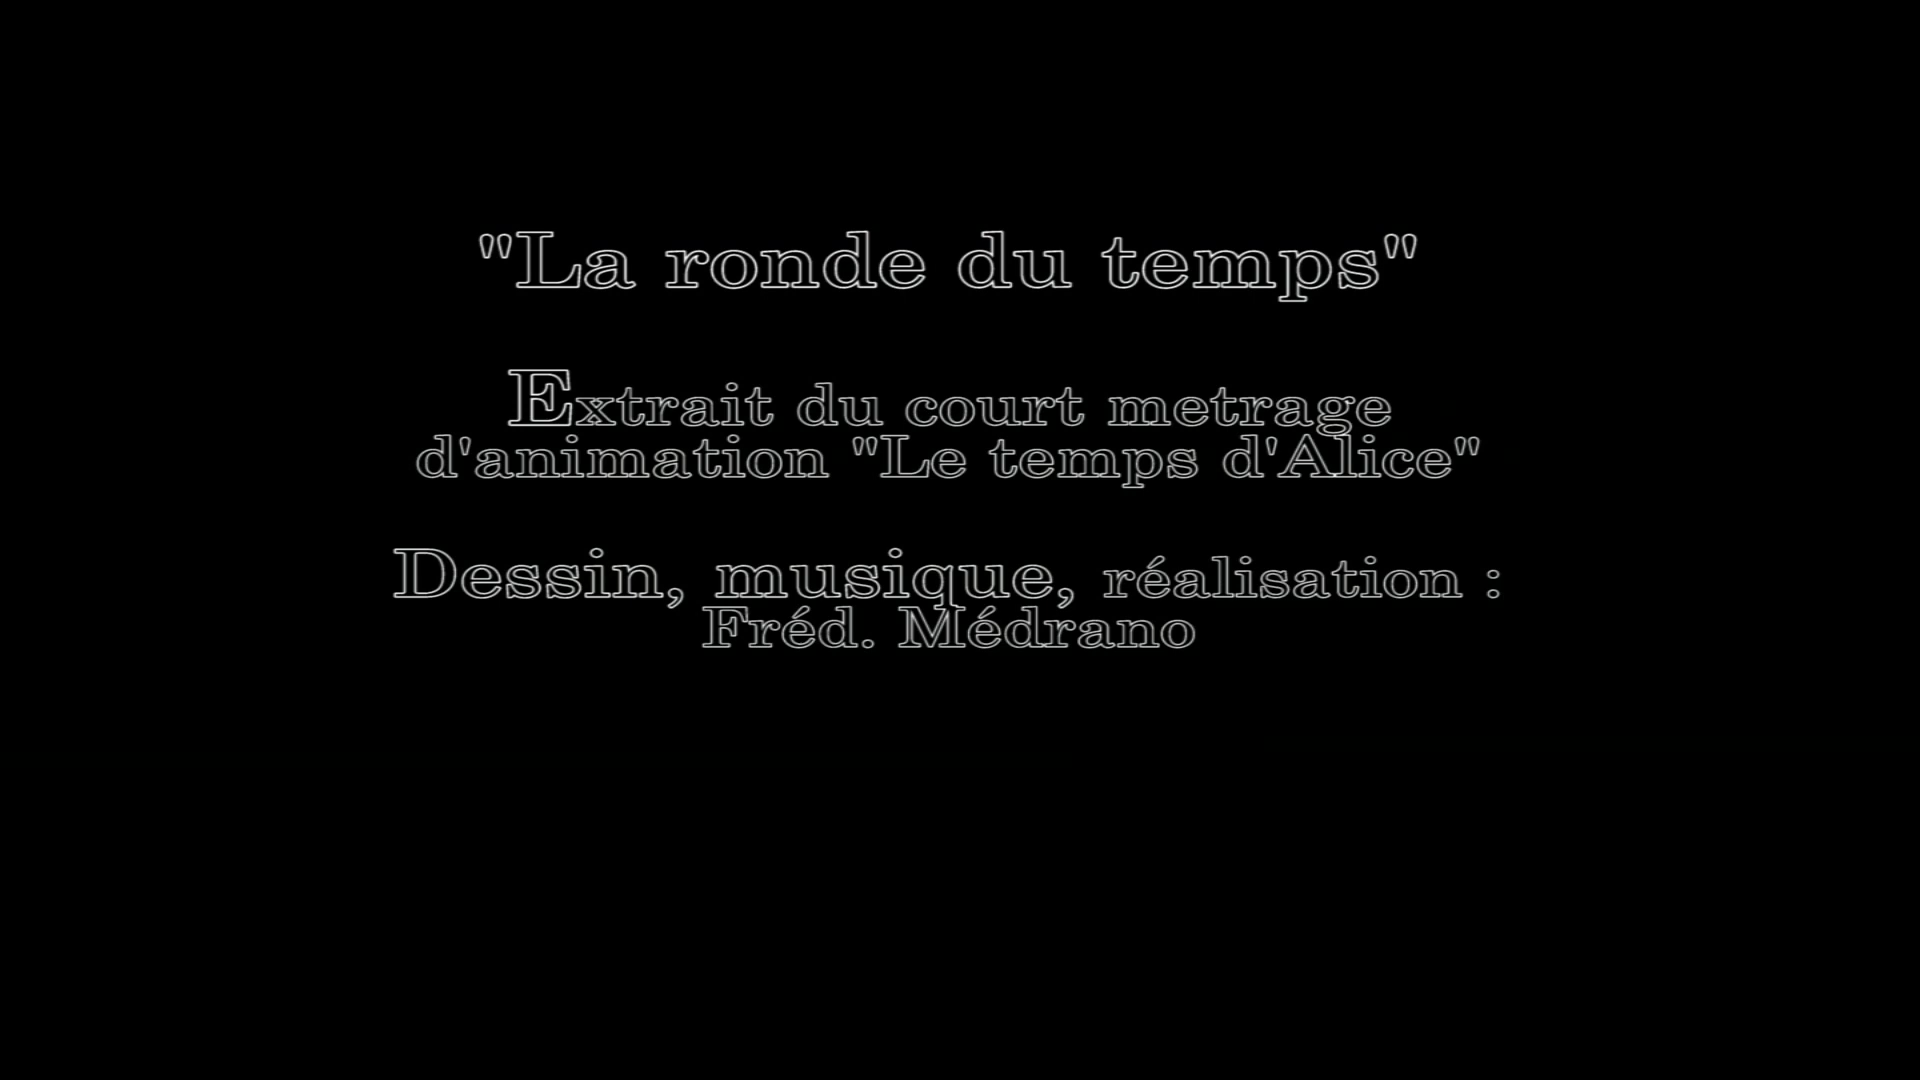 "La ronde du temps"
Extrait du court metrage
d'animation "Le temps d'Alice"
Dessin, musique, réalisation :
Fréd. Médrano